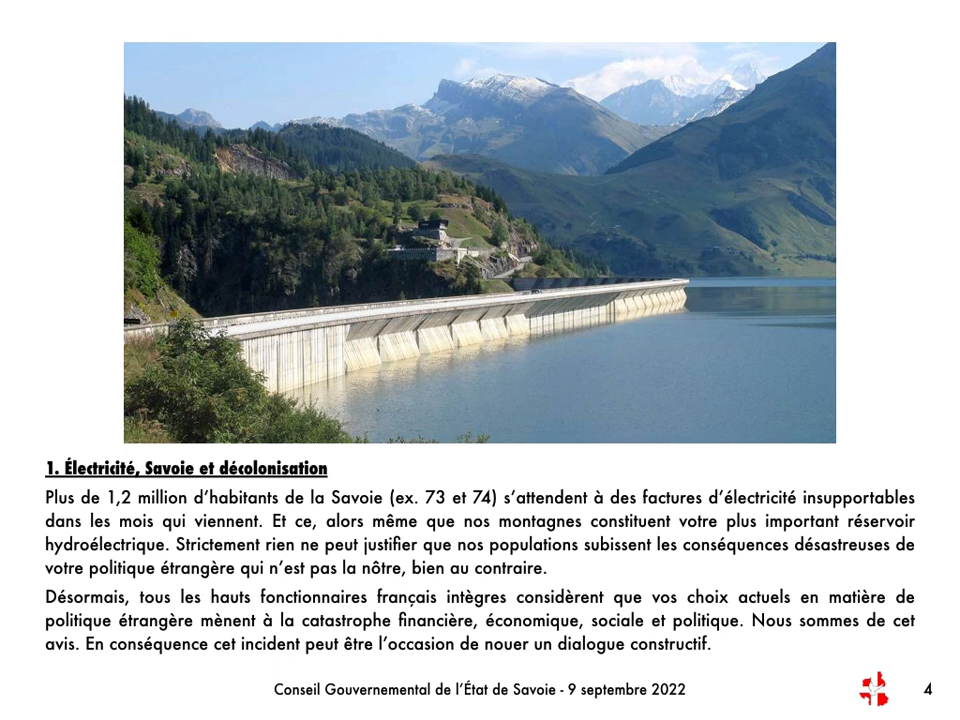 1. Électricité, Savoie et décolonisation
Plus de 1,2 million d’habitants de la Savoie (ex. 73 et 74) s’attendent à des factures d’électricité insupportables
dans les mois qui viennent. Et ce, alors même que nos montagnes constituent votre plus important réservoir
hydroélectrique. Strictement rien ne peut justifier que nos populations subissent les conséquences désastreuses de
votre politique étrangère qui n’est pas la nôtre, bien au contraire.
Désormais, tous les hauts fonctionnaires français intègres considèrent que vos choix actuels en matière de
politique étrangère mènent à la catastrophe financière, économique, sociale et politique. Nous sommes de cet
avis. En conséquence cet incident peut être l’occasion de nouer un dialogue constructif.
Conseil Gouvernemental de l’État de Savoie - 9 septembre 2022
4